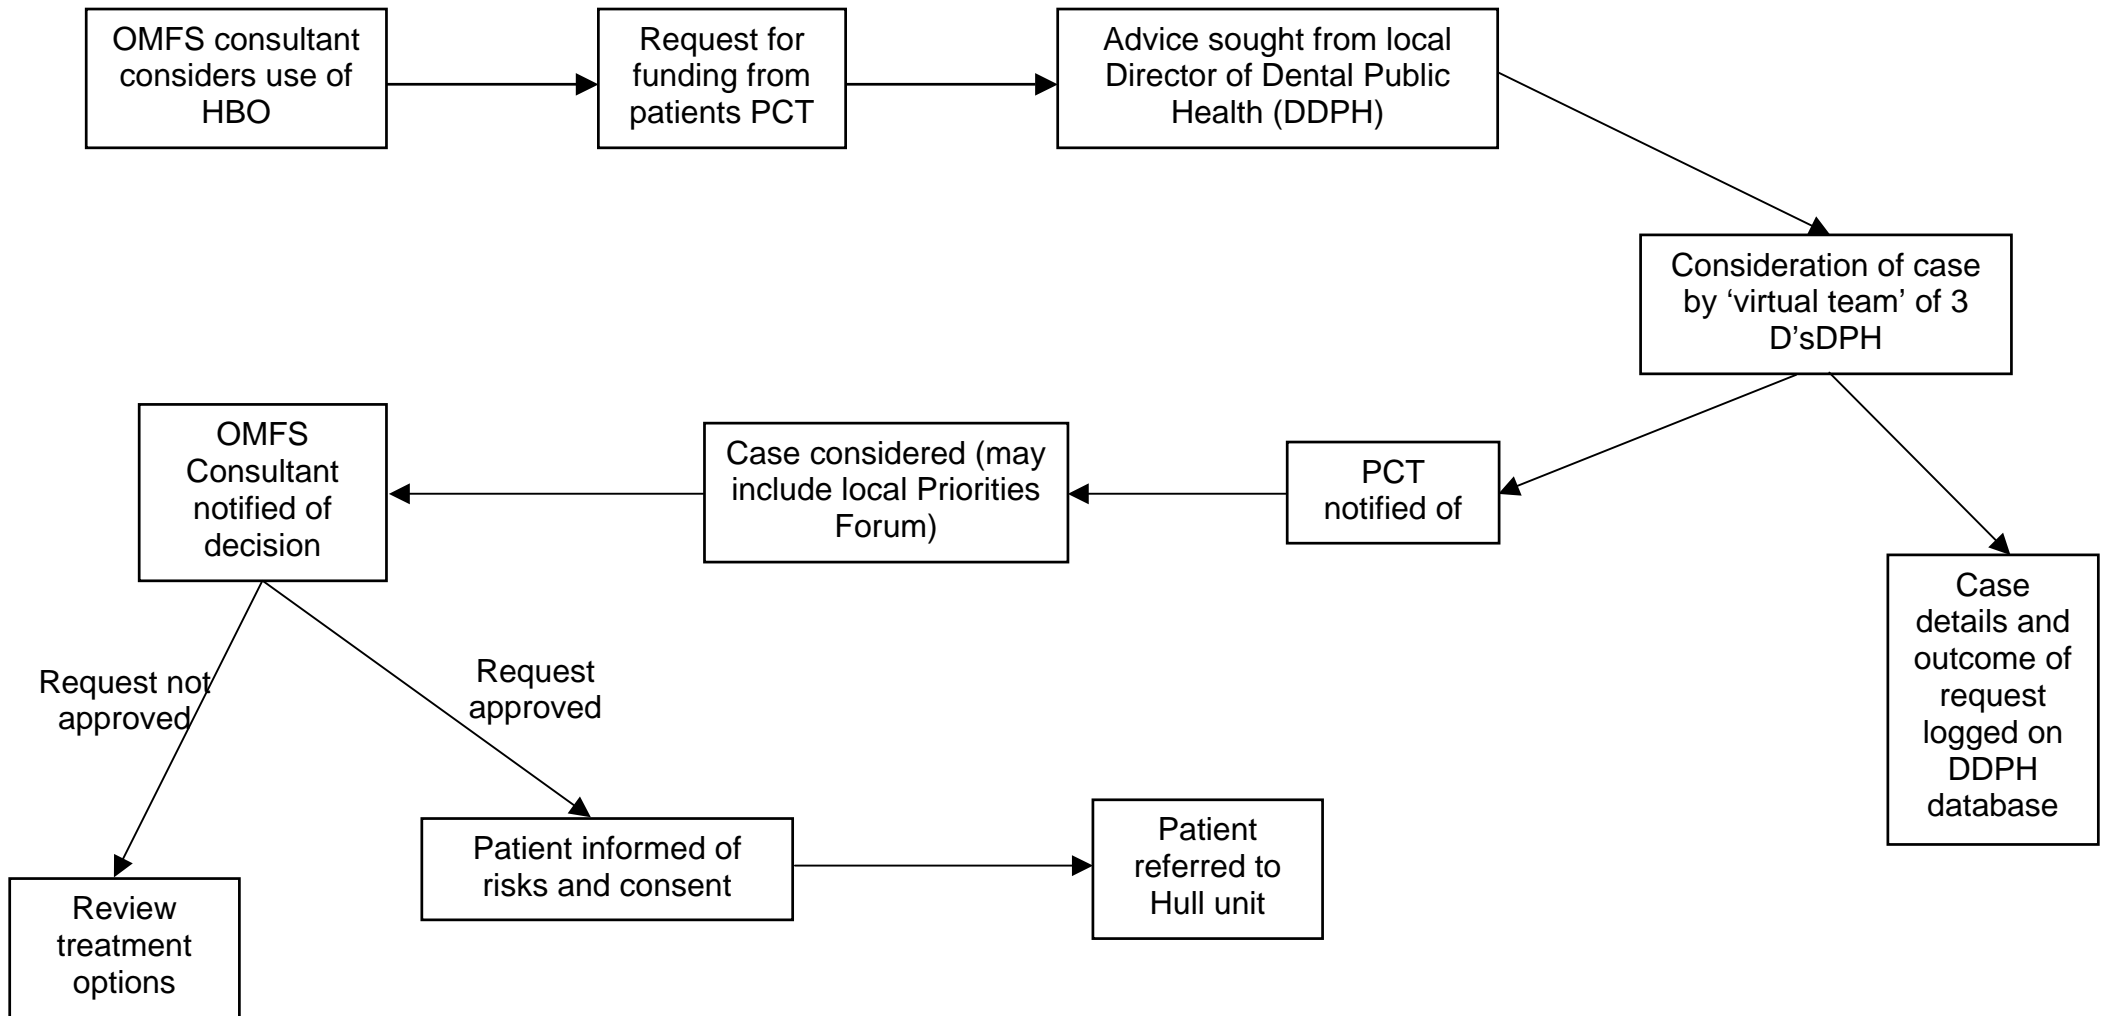 OMFS consultant
considers use of
HBO
Request for
funding from
patients PCT
Advice sought from local
Director of Dental Public
Health (DDPH)
Consideration of case
by ‘virtual team’ of 3
D’sDPH
PCT
notified of
Case considered (may
include local Priorities
Forum)
OMFS
Consultant
notified of
decision
Case
details and
outcome of
request
logged on
DDPH
database
Request not
approved
Request
approved
Patient informed of
risks and consent
Patient
referred to
Hull unit
Review
treatment
options